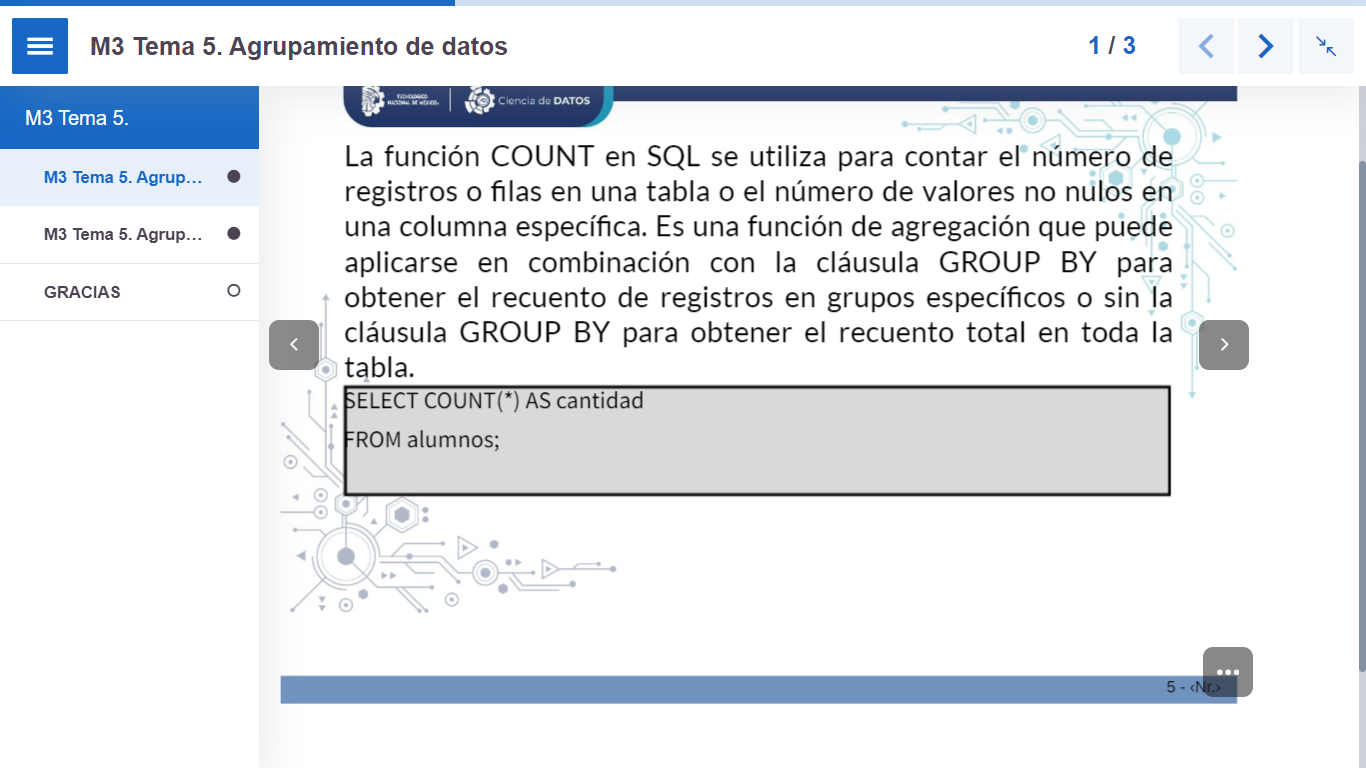 M3 Tema 5. Agrupamiento de datos
1 / 3
M3 Tema 5.
M3 Tema 5. Agrup...
M3 Tema 5. Agrup...
GRACIAS
TECNOLÓGICO
NACIONAL DE MÉXICO.
Ciencia de DATOS
La función COUNT en SQL se utiliza para contar el número de
registros o filas en una tabla o el número de valores no nulos en
una columna específica. Es una función de agregación que puede
aplicarse en combinación con la cláusula GROUP BY para
obtener el recuento de registros en grupos específicos o sin la
cláusula GROUP BY para obtener el recuento total en toda la
tabla.
SELECT COUNT(*) AS cantidad
FROM alumnos;
5 - ‹Nr.›